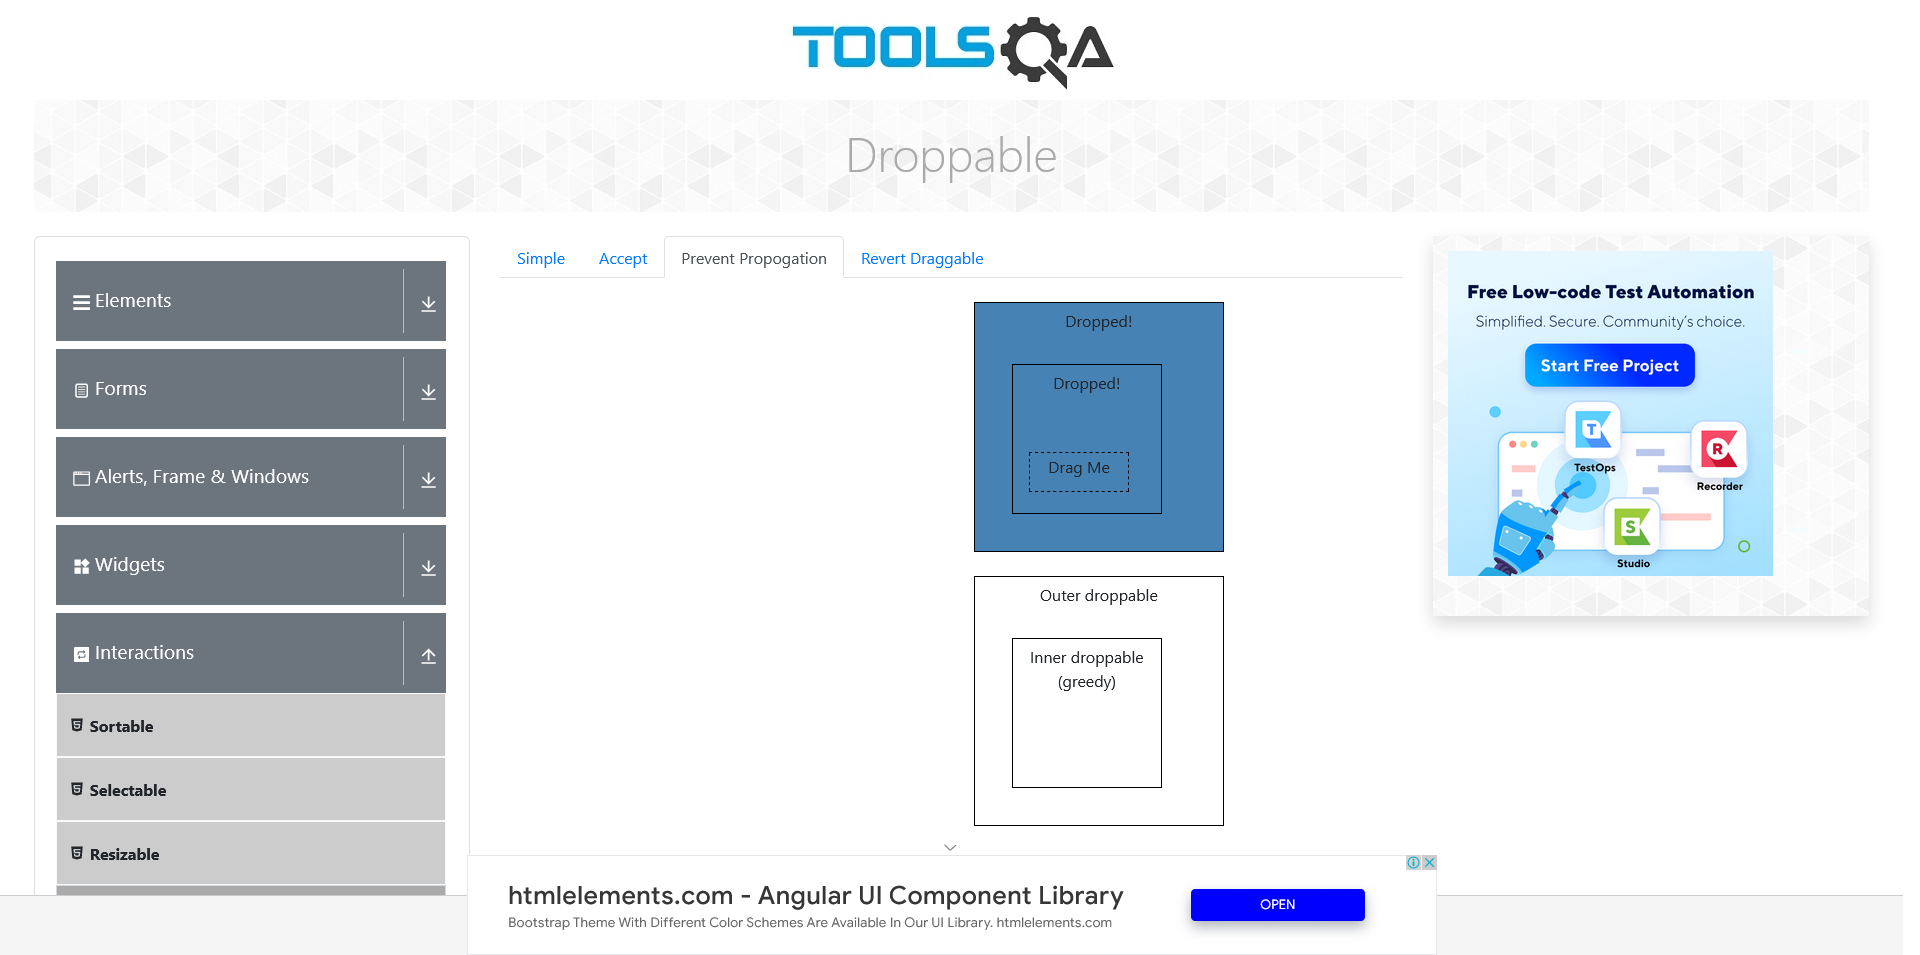 TOOLSQA
Droppable
Elements
Forms
Alerts, Frame & Windows
Widgets
Interactions
Sortable
Selectable
Resizable
Simple
Accept
Prevent Propogation
Revert Draggable
Dropped!
Dropped!
Drag Me
Outer droppable
Inner droppable
(greedy)
Free Low-code Test Automation
Simplified. Secure. Community's choice.
Start Free Project
T
TestOps
R
Recorder
S
Studio
htmlelements.com - Angular UI Component Library
Bootstrap Theme With Different Color Schemes Are Available In Our UI Library. htmlelements.com
OPEN